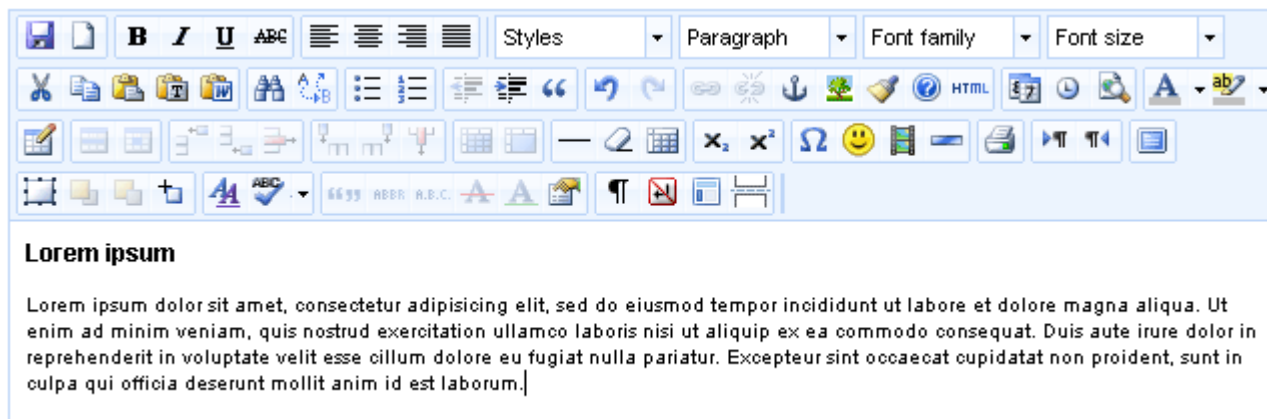 B I U ABC Styles Paragraph Font family Font size
HTML A ab
ABC ABBR A.B.C. A A
Lorem ipsum
Lorem ipsum dolor sit amet, consectetur adipisicing elit, sed do eiusmod tempor incididunt ut labore et dolore magna aliqua. Ut
enim ad minim veniam, quis nostrud exercitation ullamco laboris nisi ut aliquip ex ea commodo consequat. Duis aute irure dolor in
reprehenderit in voluptate velit esse cillum dolore eu fugiat nulla pariatur. Excepteur sint occaecat cupidatat non proident, sunt in
culpa qui officia deserunt mollit anim id est laborum.